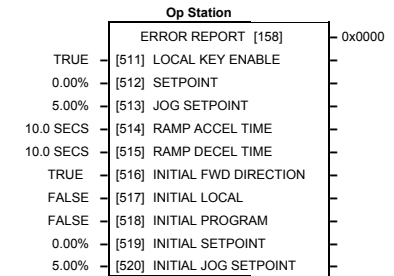 Op Station
ERROR REPORT [158] – 0x0000
TRUE – [511] LOCAL KEY ENABLE –
0.00% – [512] SETPOINT –
5.00% – [513] JOG SETPOINT –
10.0 SECS – [514] RAMP ACCEL TIME –
10.0 SECS – [515] RAMP DECEL TIME –
TRUE – [516] INITIAL FWD DIRECTION –
FALSE – [517] INITIAL LOCAL –
FALSE – [518] INITIAL PROGRAM –
0.00% – [519] INITIAL SETPOINT –
5.00% – [520] INITIAL JOG SETPOINT –